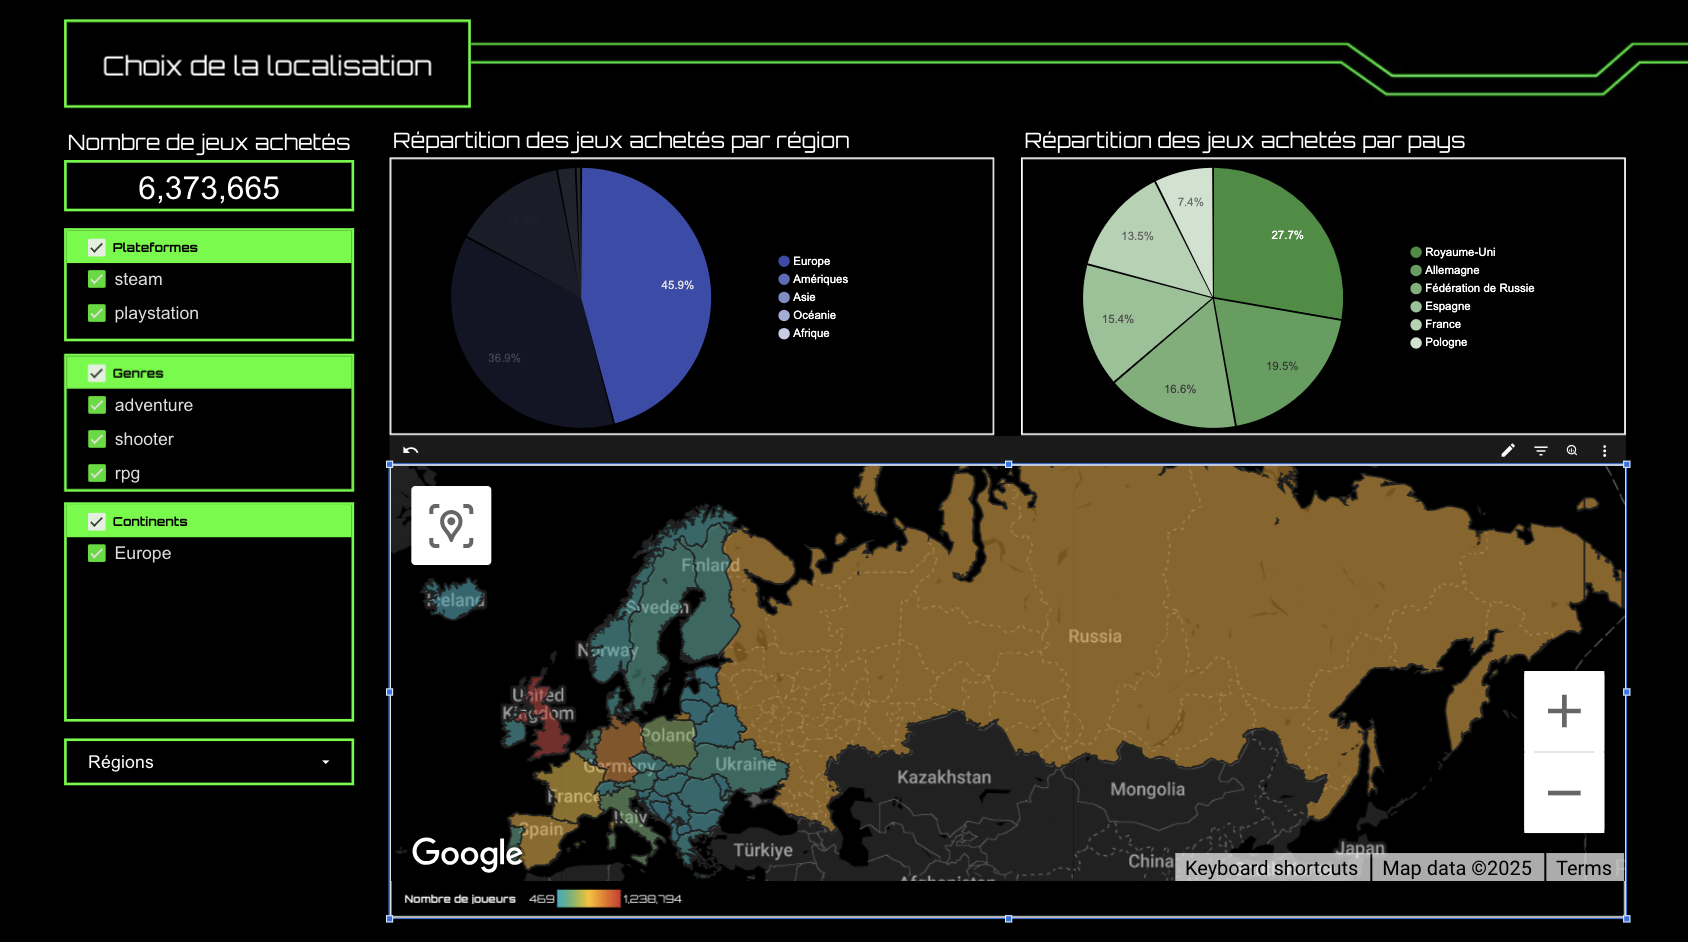 Choix de la localisation
Nombre de jeux achetés
6,373,665
Plateformes
steam
playstation
Genres
adventure
shooter
rpg
Continents
Europe
Régions
Répartition des jeux achetés par région
45.9%
36.9%
Europe
Amériques
Asie
Océanie
Afrique
Répartition des jeux achetés par pays
27.7%
19.5%
16.6%
15.4%
13.5%
7.4%
Royaume-Uni
Allemagne
Fédération de Russie
Espagne
France
Pologne
Finland
Iceland
Sweden
Russia
Norway
United
Kingdom
Poland
Germany
Ukraine
Kazakhstan
Mongolia
France
Italy
Spain
Türkiye
Japan
China
Afghanistan
Google
Keyboard shortcuts
Map data ©2025
Terms
Nombre de joueurs 469 1,238,794